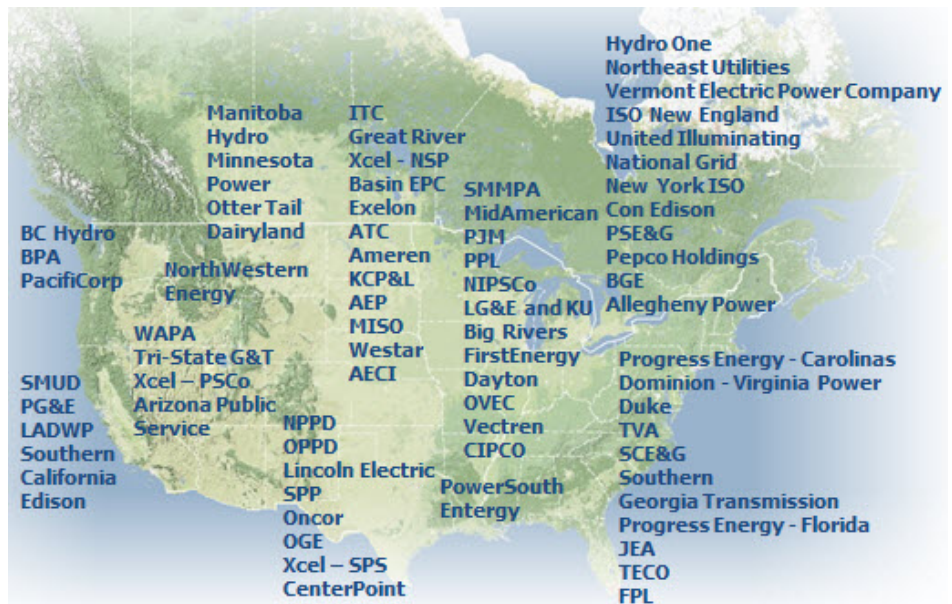 Hydro One
Northeast Utilities
Vermont Electric Power Company
ISO New England
United Illuminating
National Grid
New York ISO
Con Edison
PSE&G
Pepco Holdings
BGE
Allegheny Power
Manitoba
Hydro
Minnesota
Power
Otter Tail
Dairyland
ITC
Great River
Xcel - NSP
Basin EPC
Exelon
ATC
Ameren
KCP&L
AEP
MISO
Westar
AECI
SMMPA
MidAmerican
PJM
PPL
NIPSCo
LG&E and KU
Big Rivers
FirstEnergy
Dayton
OVEC
Vectren
CIPCO
BC Hydro
BPA
PacifiCorp
NorthWestern
Energy
WAPA
Tri-State G&T
Xcel – PSCo
Arizona Public
Service
SMUD
PG&E
LADWP
Southern
California
Edison
NPPD
OPPD
Lincoln Electric
SPP
Oncor
OGE
Xcel – SPS
CenterPoint
PowerSouth
Entergy
Progress Energy - Carolinas
Dominion - Virginia Power
Duke
TVA
SCE&G
Southern
Georgia Transmission
Progress Energy - Florida
JEA
TECO
FPL